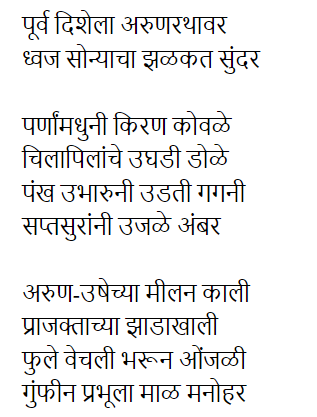 पूर्व दिशेला अरुणरथावर
ध्वज सोन्याचा झळकत सुंदर

पर्णांमधुनी किरण कोवळे
चिलापिलांचे उघडी डोळे
पंख उभारुनी उडती गगनी
सप्तसुरांनी उजळे अंबर

अरुण-उषेच्या मीलन काली
प्राजक्ताच्या झाडाखाली
फुले वेचली भरून ओंजळी
गुंफीन प्रभूला माळ मनोहर